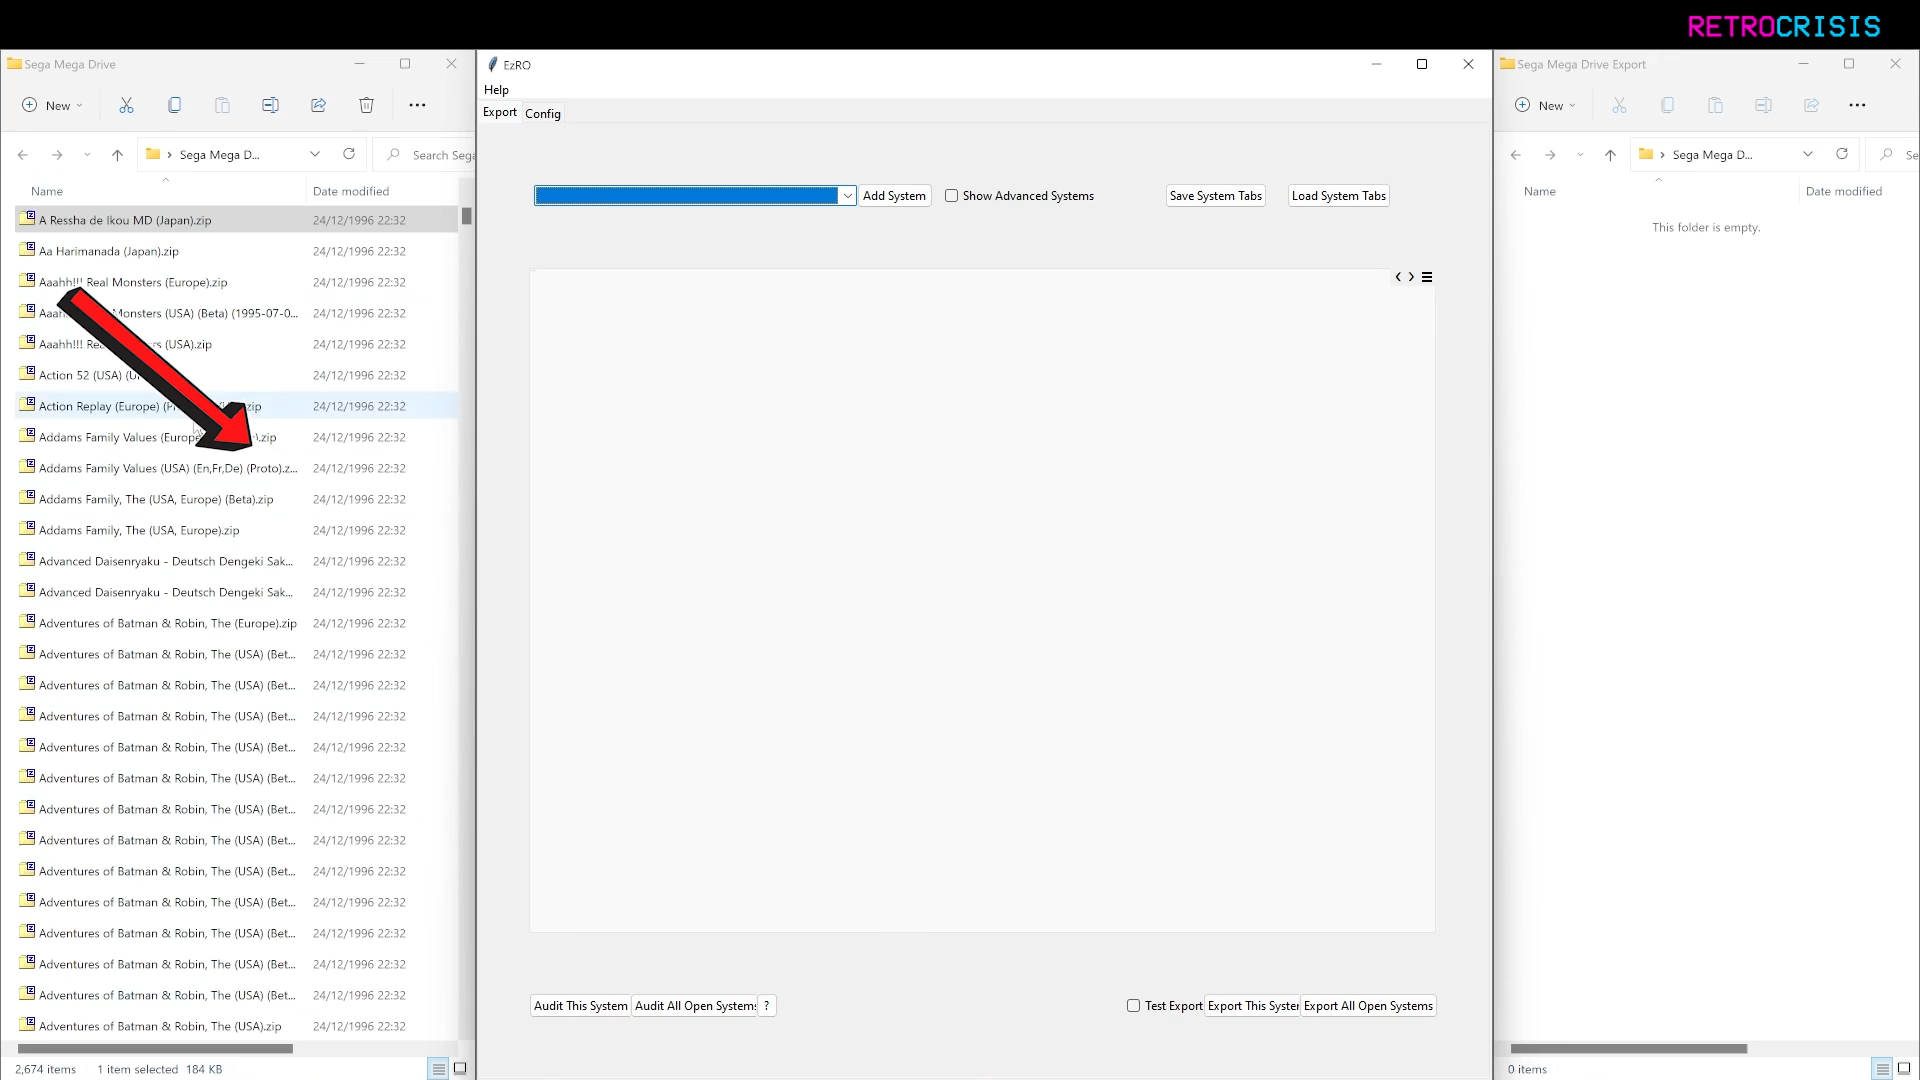 RETROCRISIS
Sega Mega Drive
New
Sega Mega D...
Search Sega
Name
Date modified
A Ressha de Ikou MD (Japan).zip
24/12/1996 22:32
Aa Harimanada (Japan).zip
24/12/1996 22:32
Aaahh!!! Real Monsters (Europe).zip
24/12/1996 22:32
Monsters (USA) (Beta) (1995-07-0...
24/12/1996 22:32
Aaahh!!! (USA).zip
24/12/1996 22:32
Action 52 (USA)
24/12/1996 22:32
Action Replay (Europe) zip
24/12/1996 22:32
Addams Family Values .zip
24/12/1996 22:32
Addams Family Values (USA) (En,Fr,De) (Proto).z...
24/12/1996 22:32
Addams Family, The (USA, Europe) (Beta).zip
24/12/1996 22:32
Addams Family, The (USA, Europe).zip
24/12/1996 22:32
Advanced Daisenryaku - Deutsch Dengeki Sak...
24/12/1996 22:32
Advanced Daisenryaku - Deutsch Dengeki Sak...
24/12/1996 22:32
Adventures of Batman & Robin, The (Europe).zip
24/12/1996 22:32
Adventures of Batman & Robin, The (USA) (Bet...
24/12/1996 22:32
Adventures of Batman & Robin, The (USA) (Bet...
24/12/1996 22:32
Adventures of Batman & Robin, The (USA) (Bet...
24/12/1996 22:32
Adventures of Batman & Robin, The (USA) (Bet...
24/12/1996 22:32
Adventures of Batman & Robin, The (USA) (Bet...
24/12/1996 22:32
Adventures of Batman & Robin, The (USA) (Bet...
24/12/1996 22:32
Adventures of Batman & Robin, The (USA) (Bet...
24/12/1996 22:32
Adventures of Batman & Robin, The (USA) (Bet...
24/12/1996 22:32
Adventures of Batman & Robin, The (USA) (Bet...
24/12/1996 22:32
Adventures of Batman & Robin, The (USA) (Bet...
24/12/1996 22:32
Adventures of Batman & Robin, The (USA) (Bet...
24/12/1996 22:32
Adventures of Batman & Robin, The (USA) (Bet...
24/12/1996 22:32
Adventures of Batman & Robin, The (USA).zip
24/12/1996 22:32
2,674 items 1 item selected 184 KB
EzRO
Help
Export Config
Add System
Show Advanced Systems
Save System Tabs
Load System Tabs
Audit This System
Audit All Open Systems
?
Test Export
Export This System
Export All Open Systems
Sega Mega Drive Export
New
Sega Mega D...
Se
Name
Date modified
This folder is empty.
0 items